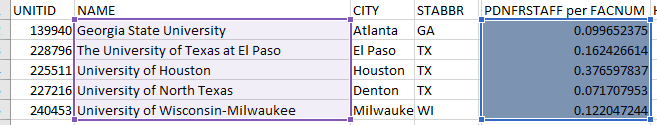 UNITID NAME CITY STABBR PDNFRSTAFF per FACNUM
139940 Georgia State University Atlanta GA 0.099652375
228796 The University of Texas at El Paso El Paso TX 0.162426614
225511 University of Houston Houston TX 0.376597837
227216 University of North Texas Denton TX 0.071707953
240453 University of Wisconsin-Milwaukee Milwauke WI 0.122047244